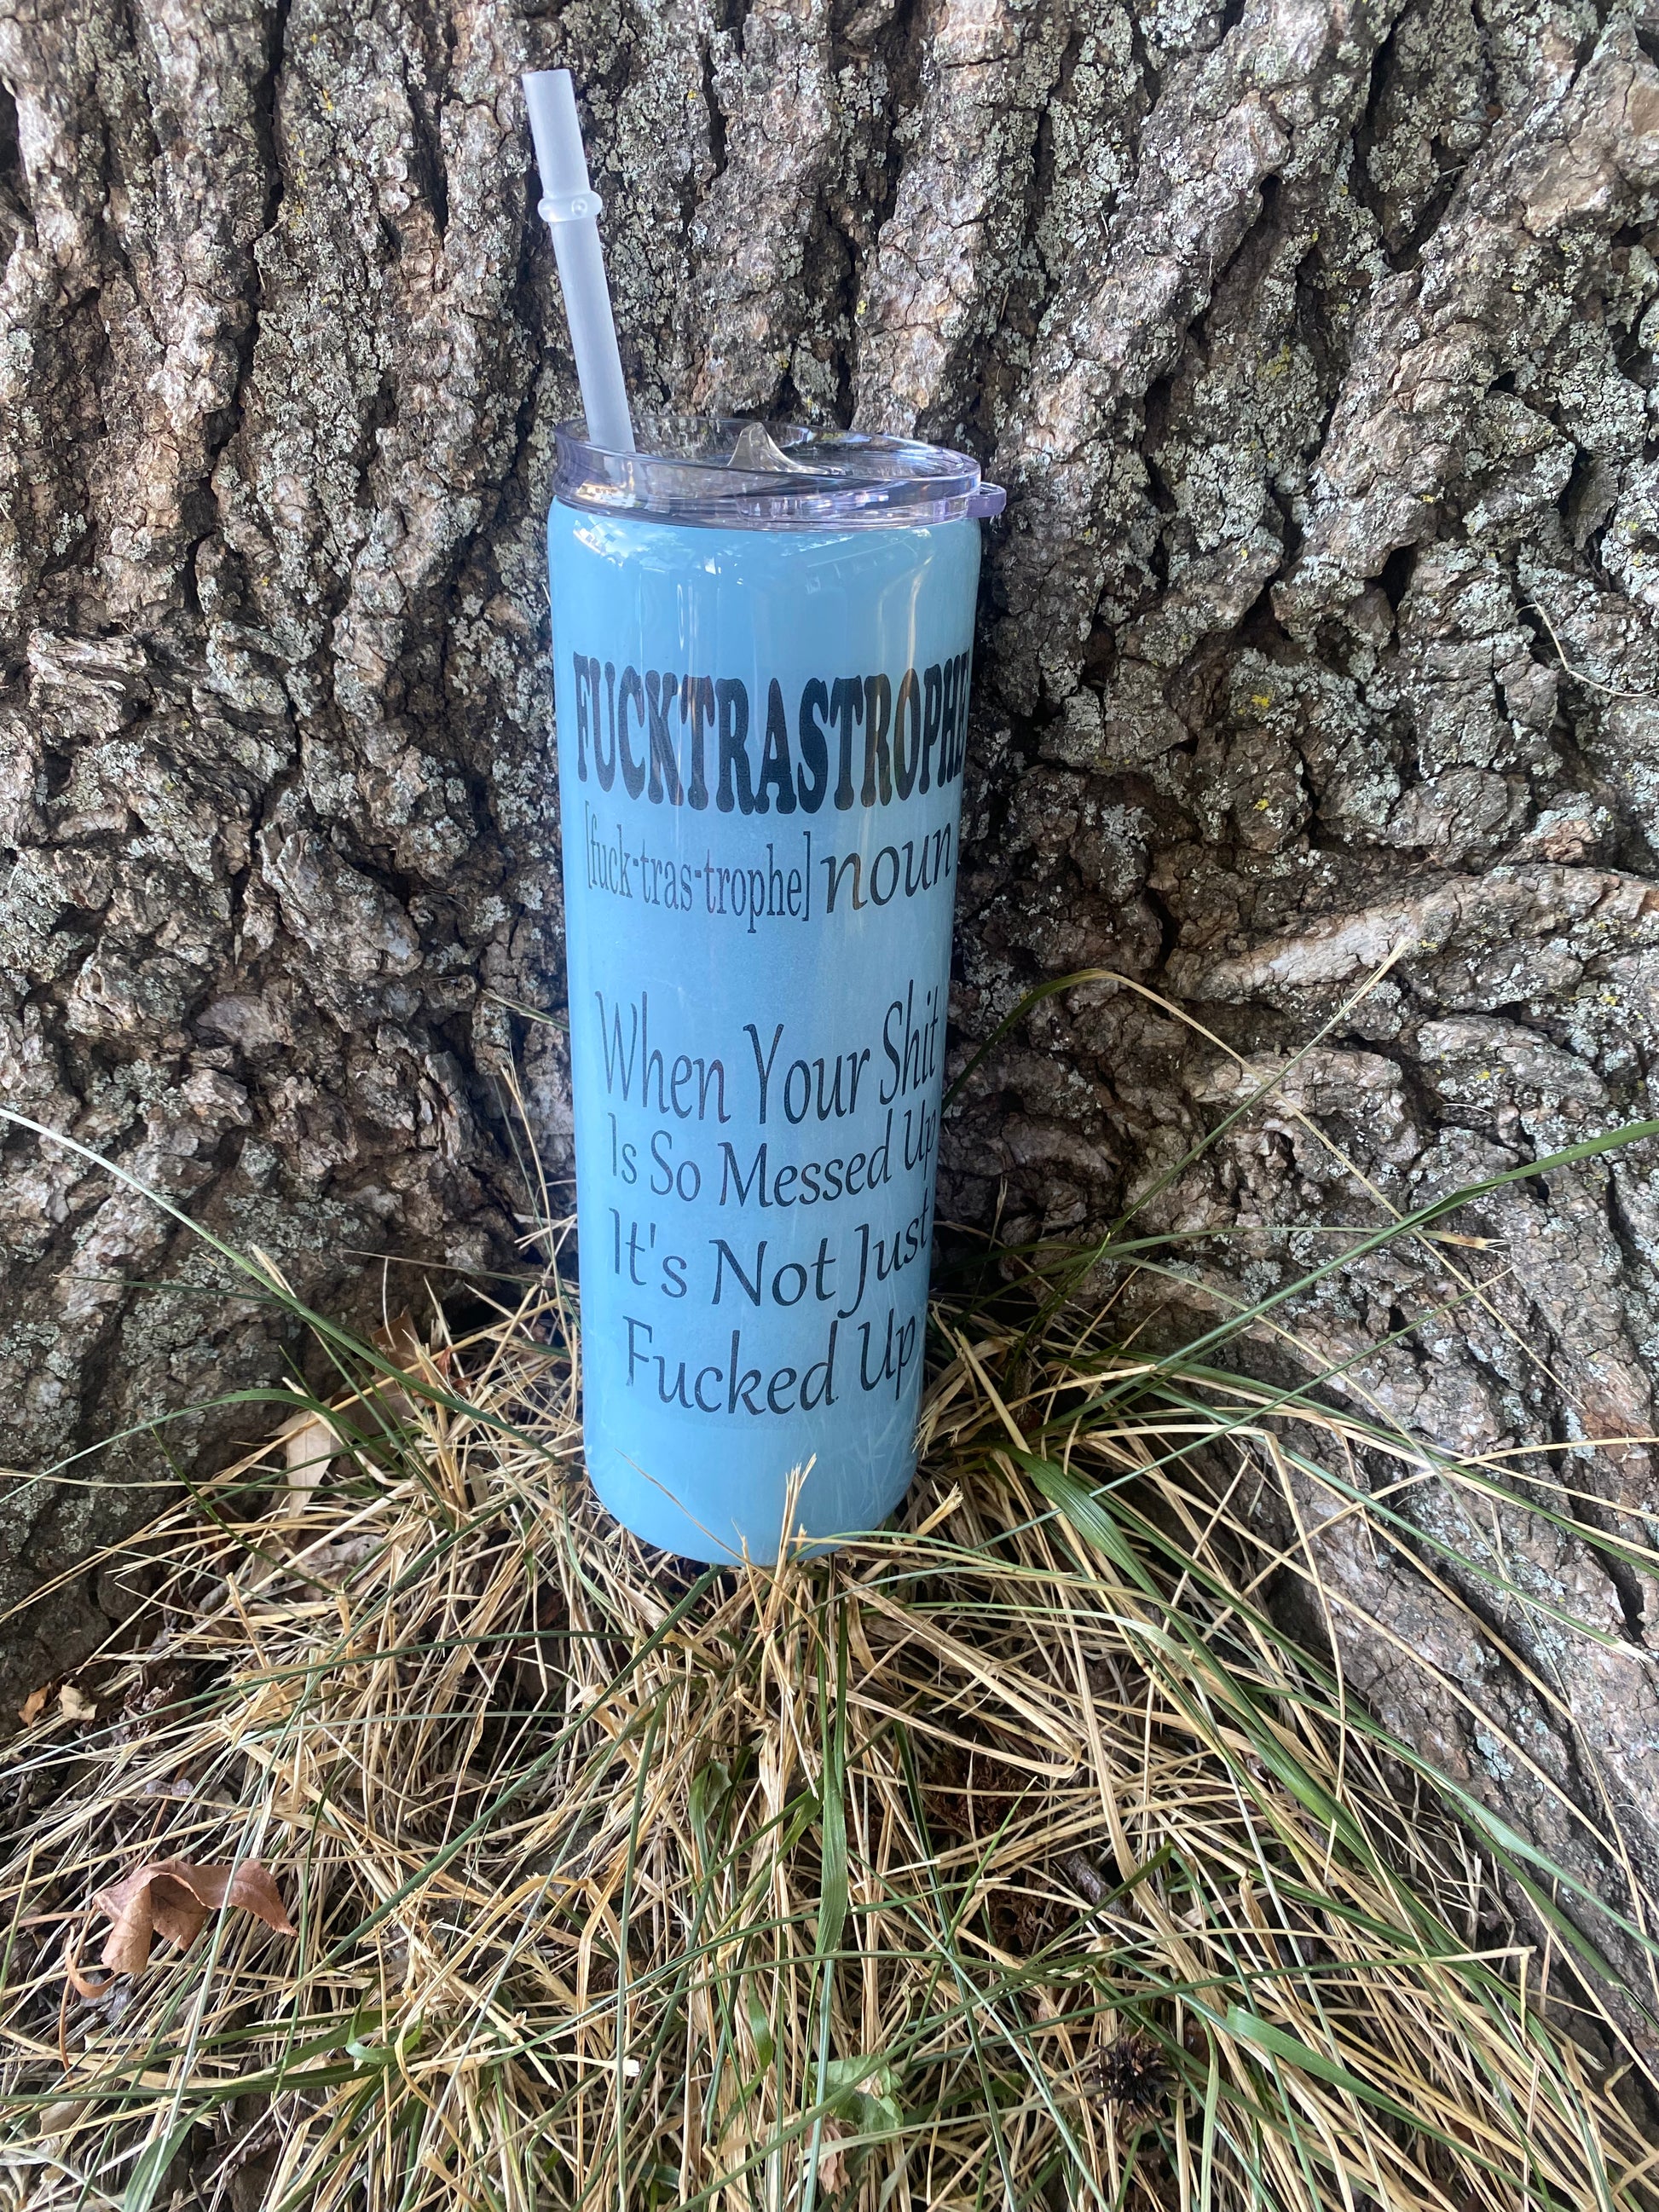 FUCKTRASTROPHE
[fuck·tras·trophe] noun
When Your Shit
Is So Messed Up
It's Not Just
Fucked Up